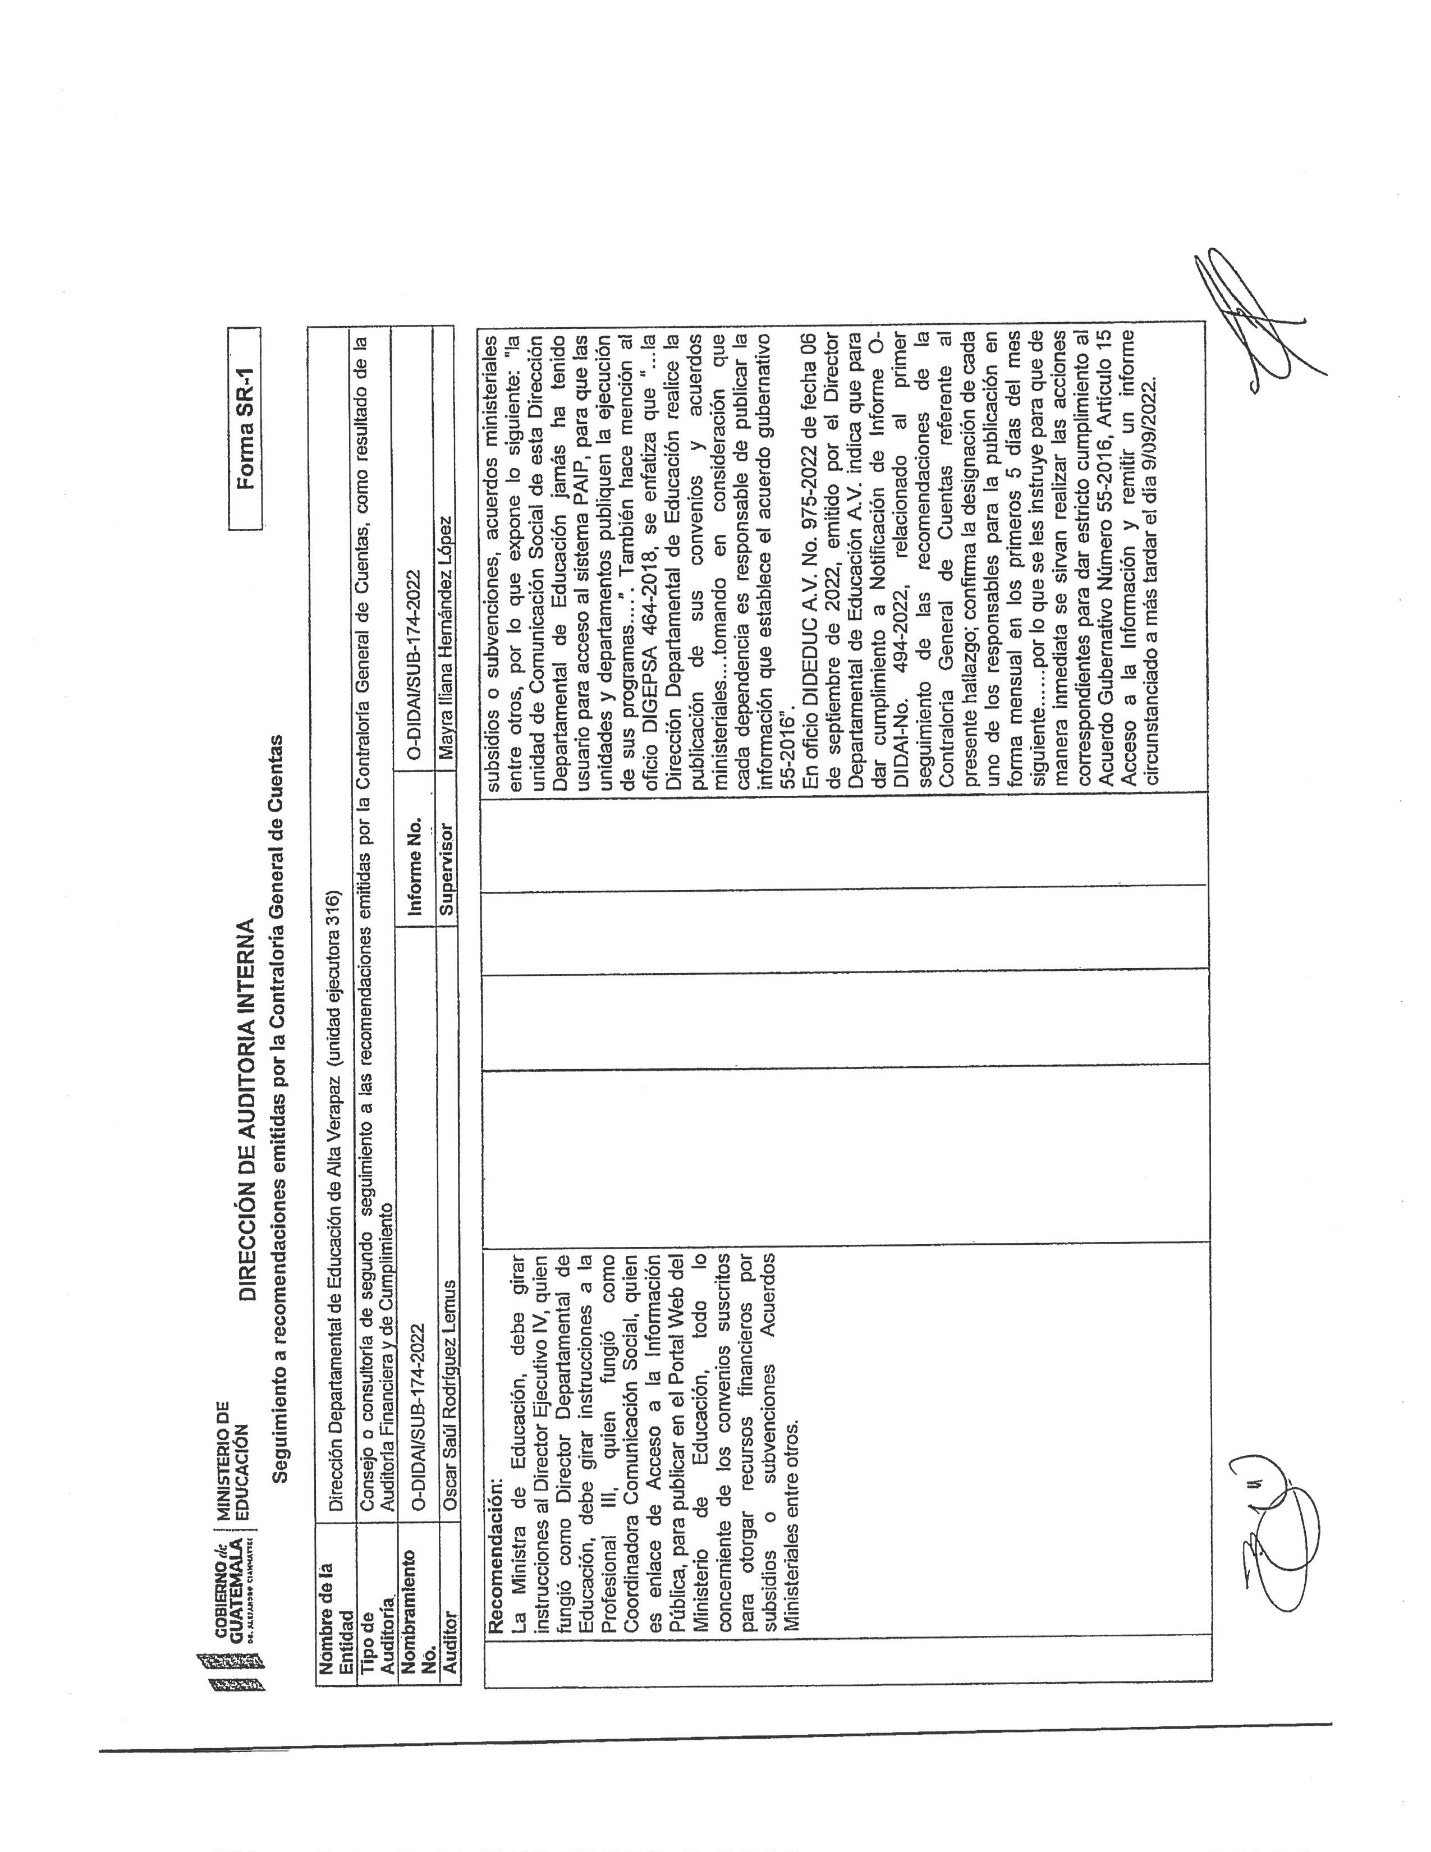 GOBIERNO de
GUATEMALA
DR. ALEJANDRO GIAMMATTEI
MINISTERIO DE
EDUCACIÓN
DIRECCIÓN DE AUDITORIA INTERNA
Forma SR-1
Seguimiento a recomendaciones emitidas por la Contraloría General de Cuentas
Nombre de la
Entidad
Dirección Departamental de Educación de Alta Verapaz (unidad ejecutora 316)
Tipo de
Auditoría
Consejo o consultoría de segundo seguimiento a las recomendaciones emitidas por la Contraloría General de Cuentas, como resultado de la
Auditoría Financiera y de Cumplimiento
Nombramiento
No.
O-DIDAI/SUB-174-2022
Informe No.
O-DIDAI/SUB-174-2022
Auditor
Oscar Saúl Rodríguez Lemus
Supervisor
Mayra Iliana Hernández López
Recomendación:
La Ministra de Educación, debe girar
instrucciones al Director Ejecutivo IV, quien
fungió como Director Departamental de
Educación, debe girar instrucciones a la
Profesional III, quien fungió como
Coordinadora Comunicación Social, quien
es enlace de Acceso a la Información
Pública, para publicar en el Portal Web del
Ministerio de Educación, todo lo
concerniente de los convenios suscritos
para otorgar recursos financieros por
subsidios o subvenciones Acuerdos
Ministeriales entre otros.
subsidios o subvenciones, acuerdos ministeriales
entre otros, por lo que expone lo siguiente: "la
unidad de Comunicación Social de esta Dirección
Departamental de Educación jamás ha tenido
usuario para acceso al sistema PAIP, para que las
unidades y departamentos publiquen la ejecución
de sus programas....". También hace mención al
oficio DIGEPSA 464-2018, se enfatiza que "...la
Dirección Departamental de Educación realice la
publicación de sus convenios y acuerdos
ministeriales....tomando en consideración que
cada dependencia es responsable de publicar la
información que establece el acuerdo gubernativo
55-2016".
En oficio DIDEDUC A.V. No. 975-2022 de fecha 06
de septiembre de 2022, emitido por el Director
Departamental de Educación A.V. indica que para
dar cumplimiento a Notificación de Informe O-
DIDAI-No. 494-2022, relacionado al primer
seguimiento de las recomendaciones de la
Contraloría General de Cuentas referente al
presente hallazgo; confirma la designación de cada
uno de los responsables para la publicación en
forma mensual en los primeros 5 días del mes
siguiente......por lo que se les instruye para que de
manera inmediata se sirvan realizar las acciones
correspondientes para dar estricto cumplimiento al
Acuerdo Gubernativo Número 55-2016, Artículo 15
Acceso a la Información y remitir un informe
circunstanciado a más tardar el día 9/09/2022.